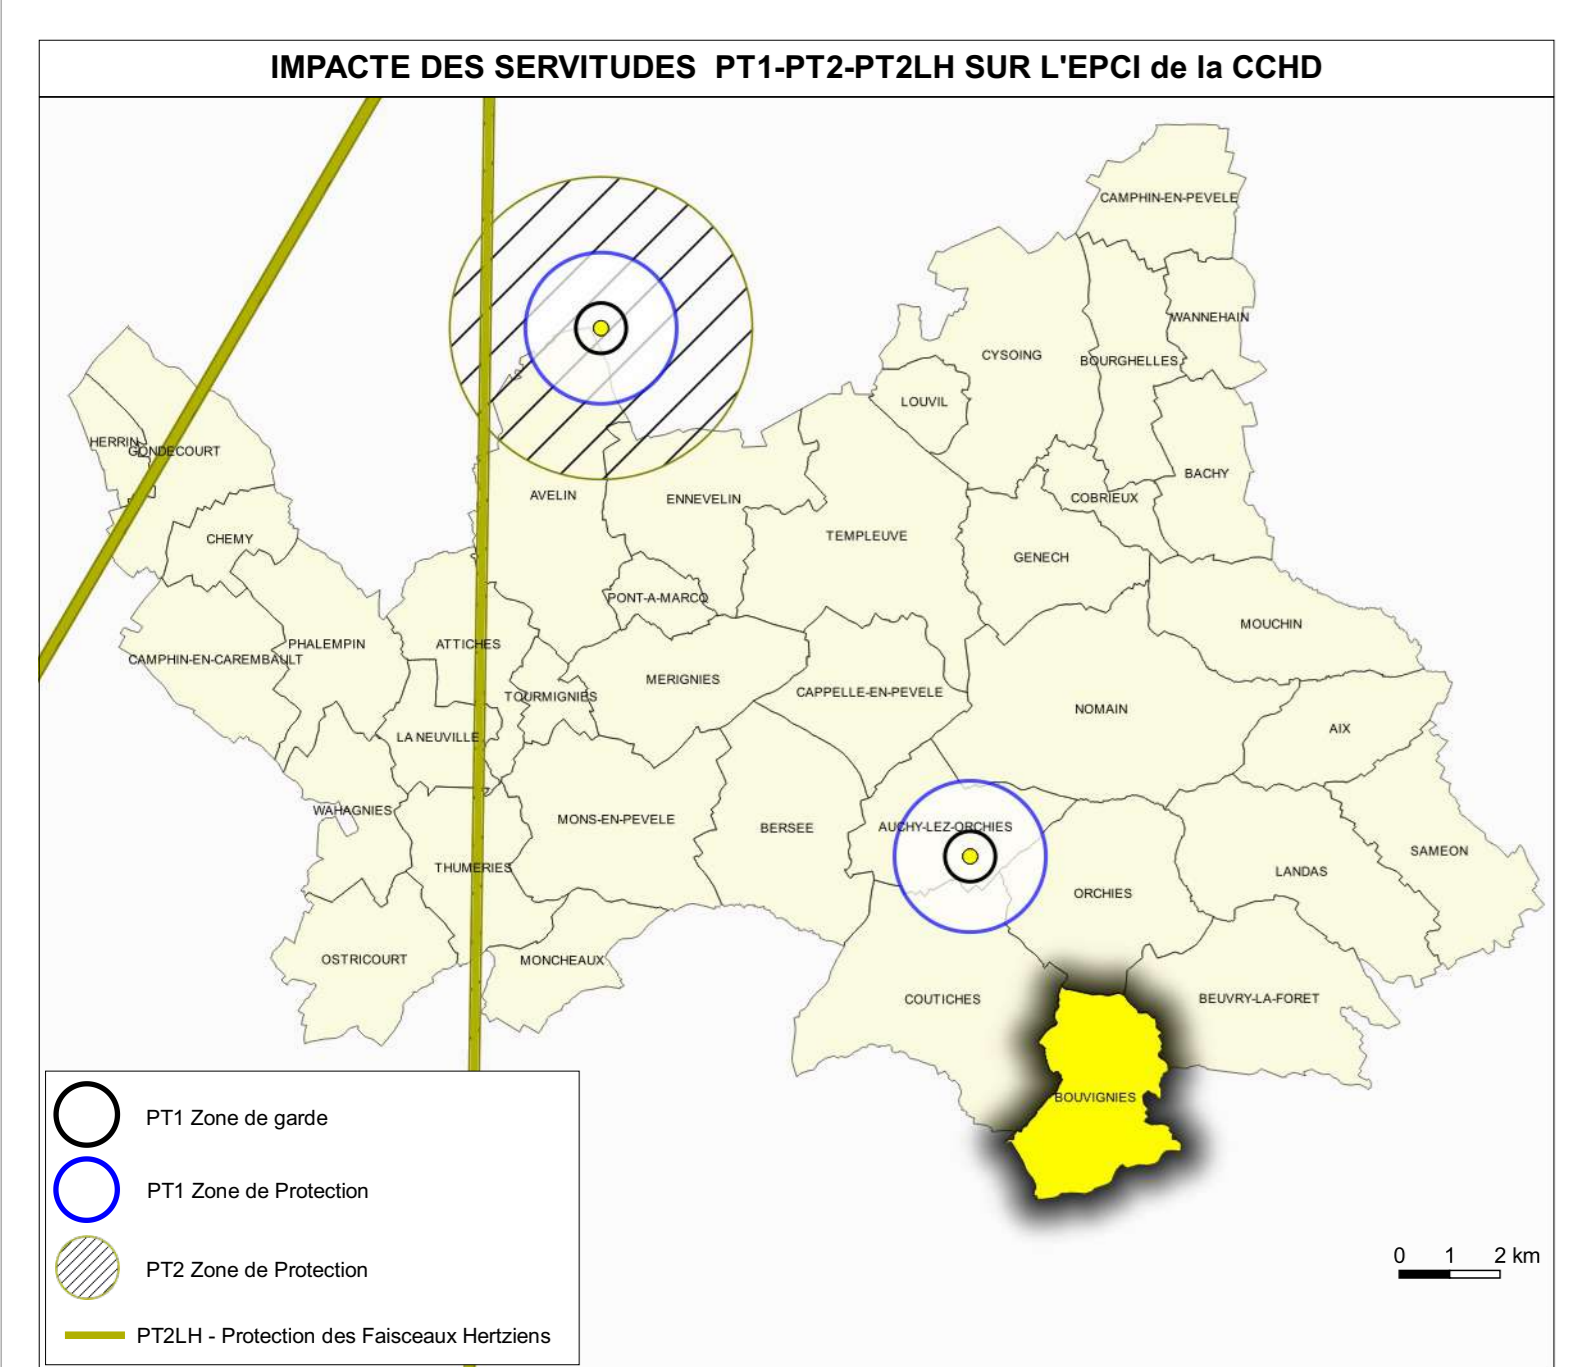 IMPACTE DES SERVITUDES PT1-PT2-PT2LH SUR L'EPCI de la CCHD
CAMPHIN-EN-PEVELE
WANNEHAIN
CYSOING
BOURGHELLES
LOUVIL
HERRIN
GONDECOURT
BACHY
AVELIN
ENNEVELIN
COBRIEUX
CHEMY
TEMPLEUVE
GENECH
PONT-A-MARCQ
MOUCHIN
PHALEMPIN
ATTICHES
CAMPHIN-EN-CAREMBAULT
MERIGNIES
TOURMIGNIES
CAPPELLE-EN-PEVELE
NOMAIN
AIX
LA NEUVILLE
WAHAGNIES
MONS-EN-PEVELE
BERSEE
AUCHY-LEZ-ORCHIES
SAMEON
THUMERIES
LANDAS
ORCHIES
OSTRICOURT
MONCHEAUX
COUTICHES
BEUVRY-LA-FORET
BOUVIGNIES
PT1 Zone de garde
PT1 Zone de Protection
PT2 Zone de Protection
PT2LH - Protection des Faisceaux Hertziens
0 1 2 km